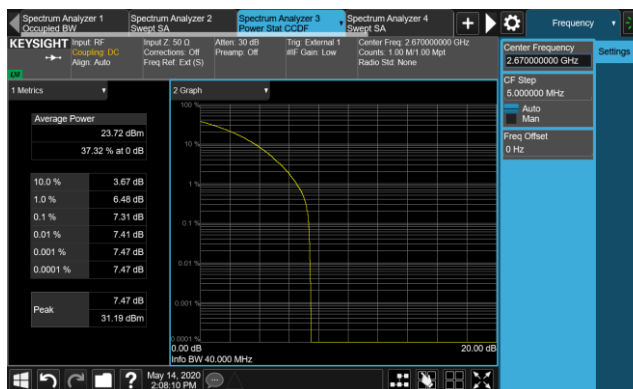 Spectrum Analyzer 1
Occupied BW
Spectrum Analyzer 2
Swept SA
Spectrum Analyzer 3
Power Stat CCDF
Spectrum Analyzer 4
Swept SA
+
Frequency
KEYSIGHT
Input: RF
Coupling: DC
Align: Auto
Input Z: 50 Ω
Corrections: Off
Freq Ref: Ext (S)
Atten: 30 dB
Preamp: Off
Trig: External 1
#IF Gain: Low
Center Freq: 2.670000000 GHz
Counts: 1.00 M/1.00 Mpt
Radio Std: None
Center Frequency
2.670000000 GHz
Settings
CF Step
5.000000 MHz
Auto
Man
Freq Offset
0 Hz
1 Metrics
Average Power
23.72 dBm
37.32 % at 0 dB
10.0 % 3.67 dB
1.0 % 6.48 dB
0.1 % 7.31 dB
0.01 % 7.41 dB
0.001 % 7.47 dB
0.0001 % 7.47 dB
Peak
7.47 dB
31.19 dBm
2 Graph
100 %
10 %
1 %
0.1 %
0.01 %
0.001 %
0.0001 %
0.00 dB
20.00 dB
Info BW 40.000 MHz
?
May 14, 2020
2:08:10 PM